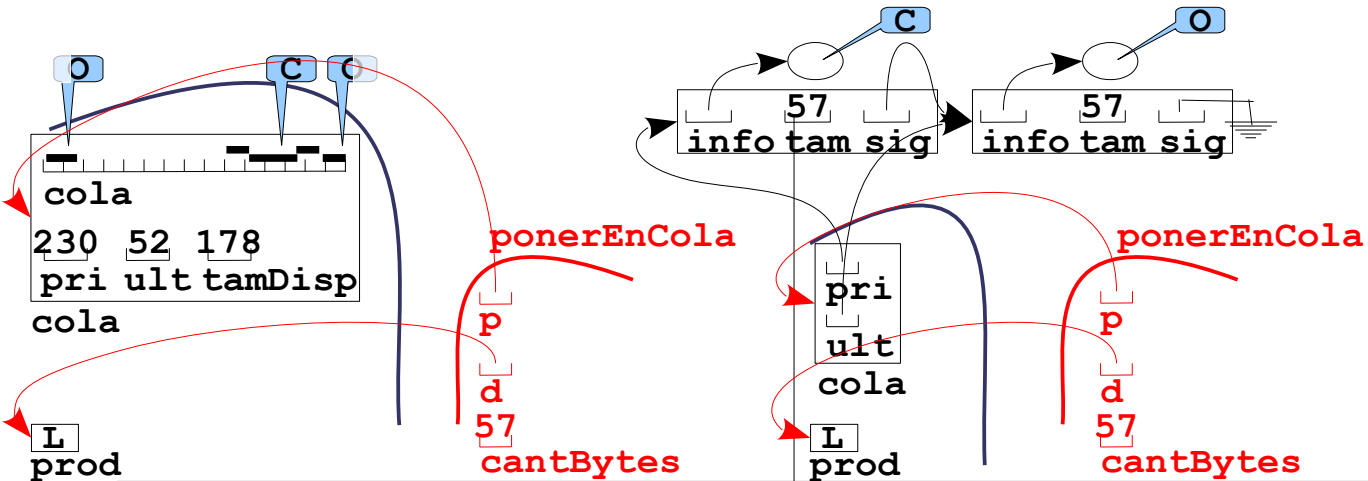 O C O
cola
230 52 178
pri ult tamDisp
cola
ponerEnCola
p
d
57
cantBytes
L
prod
C O
57
info tam sig
57
info tam sig
pri
ult
cola
ponerEnCola
p
d
57
cantBytes
L
prod